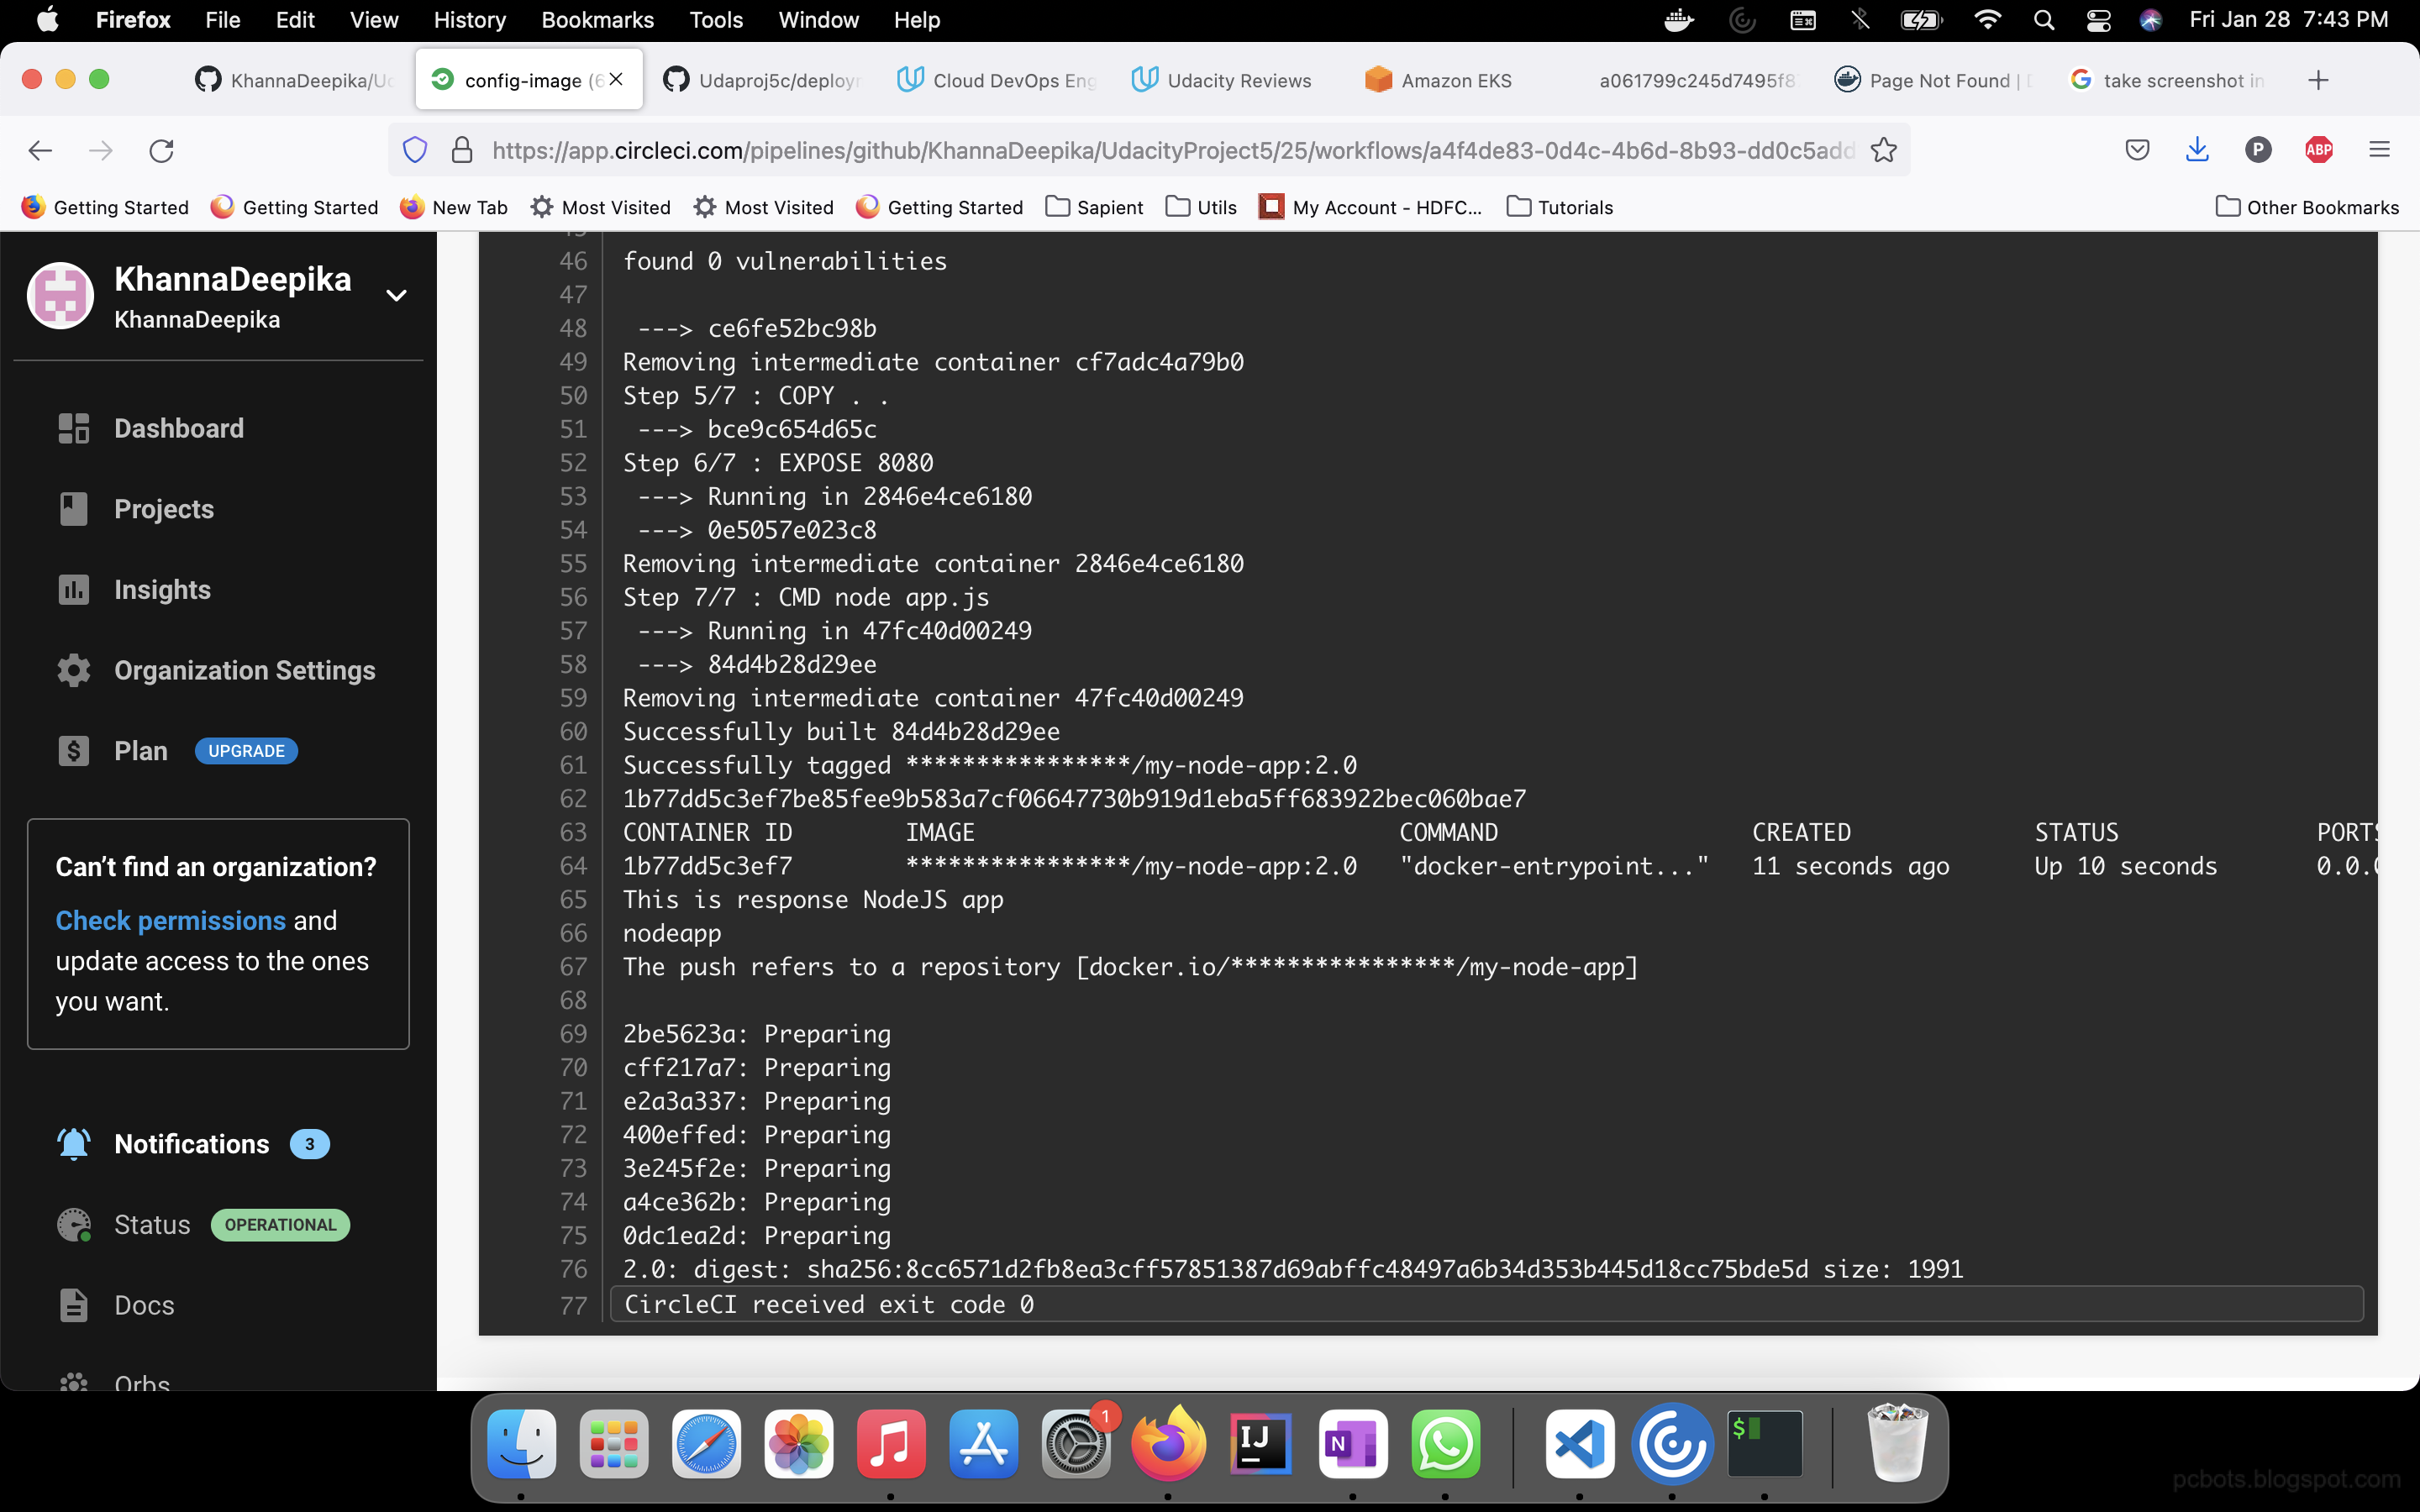 Firefox File Edit View History Bookmarks Tools Window Help Fri Jan 28 7:43 PM
KhannaDeepika/Uc config-image (6 Udaproj5c/deployr Cloud DevOps Eng Udacity Reviews Amazon EKS a061799c245d7495f8 Page Not Found | D take screenshot in
https://app.circleci.com/pipelines/github/KhannaDeepika/UdacityProject5/25/workflows/a4f4de83-0d4c-4b6d-8b93-dd0c5add P ABP
Getting Started Getting Started New Tab Most Visited Most Visited Getting Started Sapient Utils My Account - HDFC... Tutorials Other Bookmarks
KhannaDeepika
KhannaDeepika
Dashboard
Projects
Insights
Organization Settings
Plan UPGRADE
Can’t find an organization?
Check permissions and
update access to the ones
you want.
Notifications 3
Status OPERATIONAL
Docs
Orbs
46 found 0 vulnerabilities
47
48 ---> ce6fe52bc98b
49 Removing intermediate container cf7adc4a79b0
50 Step 5/7 : COPY . .
51 ---> bce9c654d65c
52 Step 6/7 : EXPOSE 8080
53 ---> Running in 2846e4ce6180
54 ---> 0e5057e023c8
55 Removing intermediate container 2846e4ce6180
56 Step 7/7 : CMD node app.js
57 ---> Running in 47fc40d00249
58 ---> 84d4b28d29ee
59 Removing intermediate container 47fc40d00249
60 Successfully built 84d4b28d29ee
61 Successfully tagged ****************/my-node-app:2.0
62 1b77dd5c3ef7be85fee9b583a7cf06647730b919d1eba5ff683922bec060bae7
63 CONTAINER ID IMAGE COMMAND CREATED STATUS PORTS
64 1b77dd5c3ef7 ****************/my-node-app:2.0 "docker-entrypoint..." 11 seconds ago Up 10 seconds 0.0.0
65 This is response NodeJS app
66 nodeapp
67 The push refers to a repository [docker.io/****************/my-node-app]
68
69 2be5623a: Preparing
70 cff217a7: Preparing
71 e2a3a337: Preparing
72 400effed: Preparing
73 3e245f2e: Preparing
74 a4ce362b: Preparing
75 0dc1ea2d: Preparing
76 2.0: digest: sha256:8cc6571d2fb8ea3cff57851387d69abffc48497a6b34d353b445d18cc75bde5d size: 1991
77 CircleCI received exit code 0
1
IJ
N
$
pcbots.blogspot.com